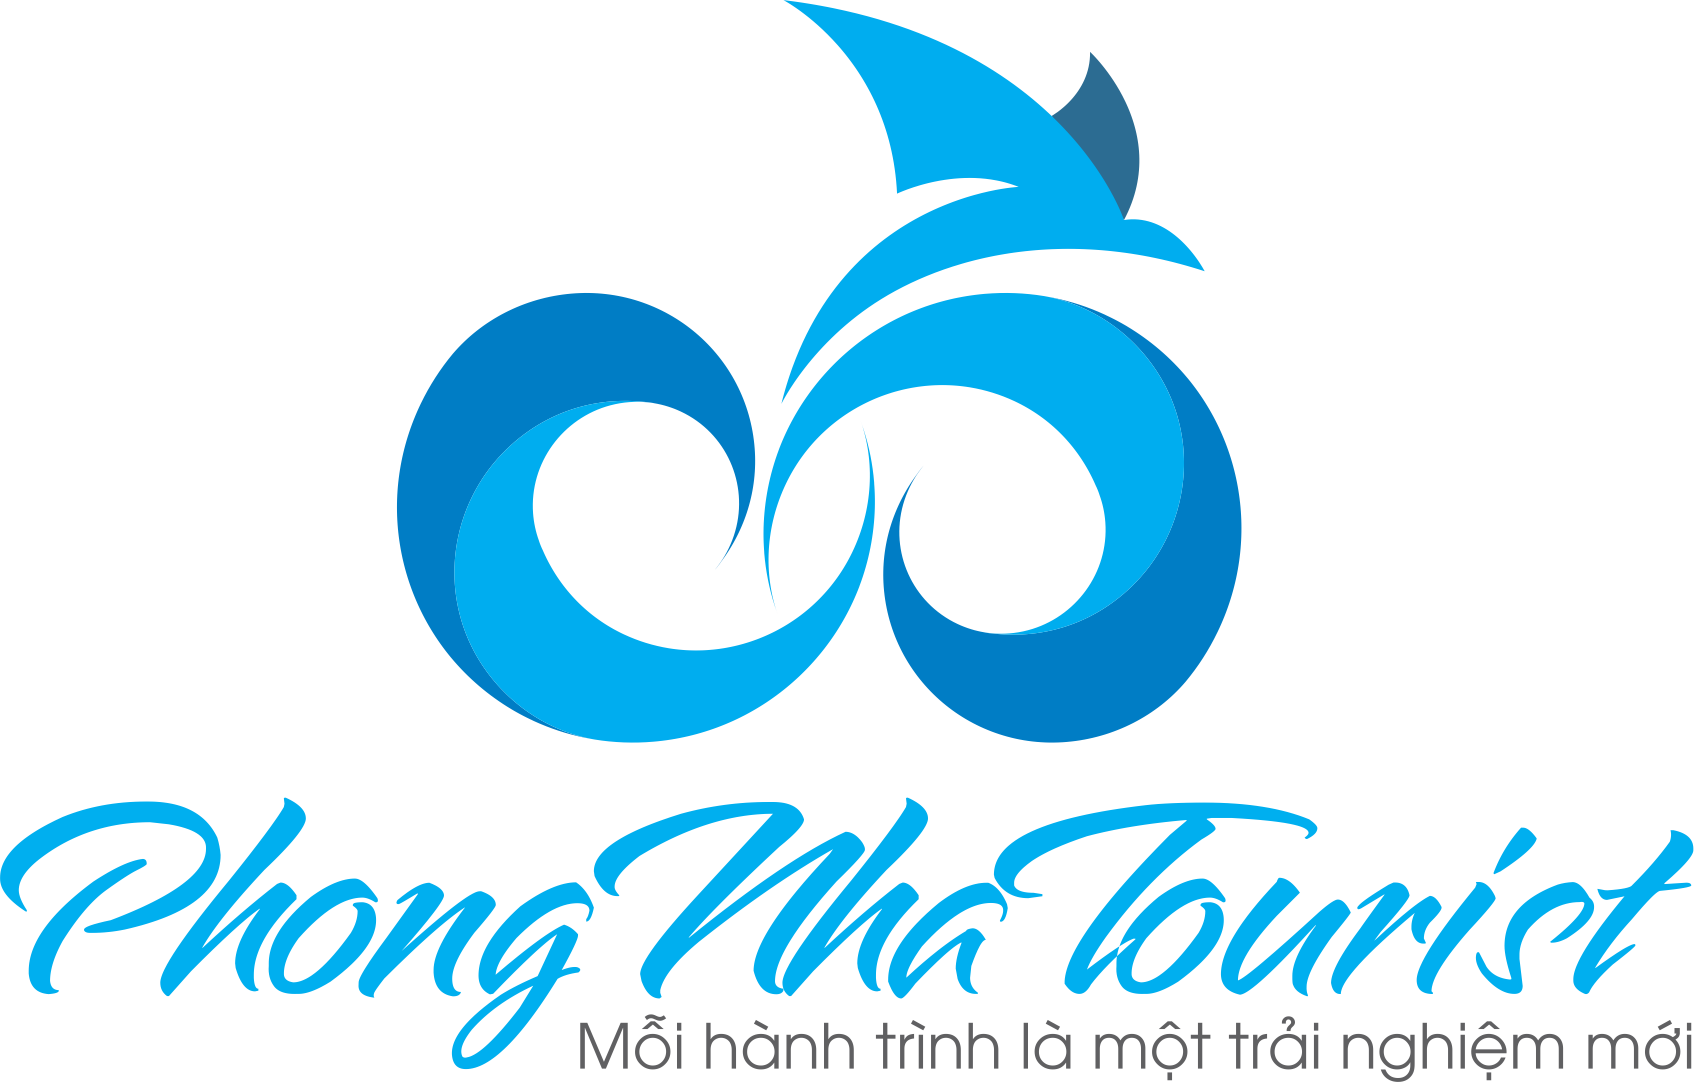 Phong Nha Tourist
Mỗi hành trình là một trải nghiệm mới